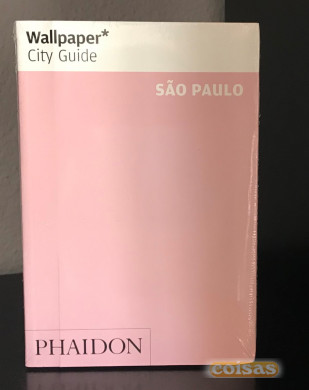 Wallpaper*
City Guide
SÃO PAULO
PHAIDON
coisas